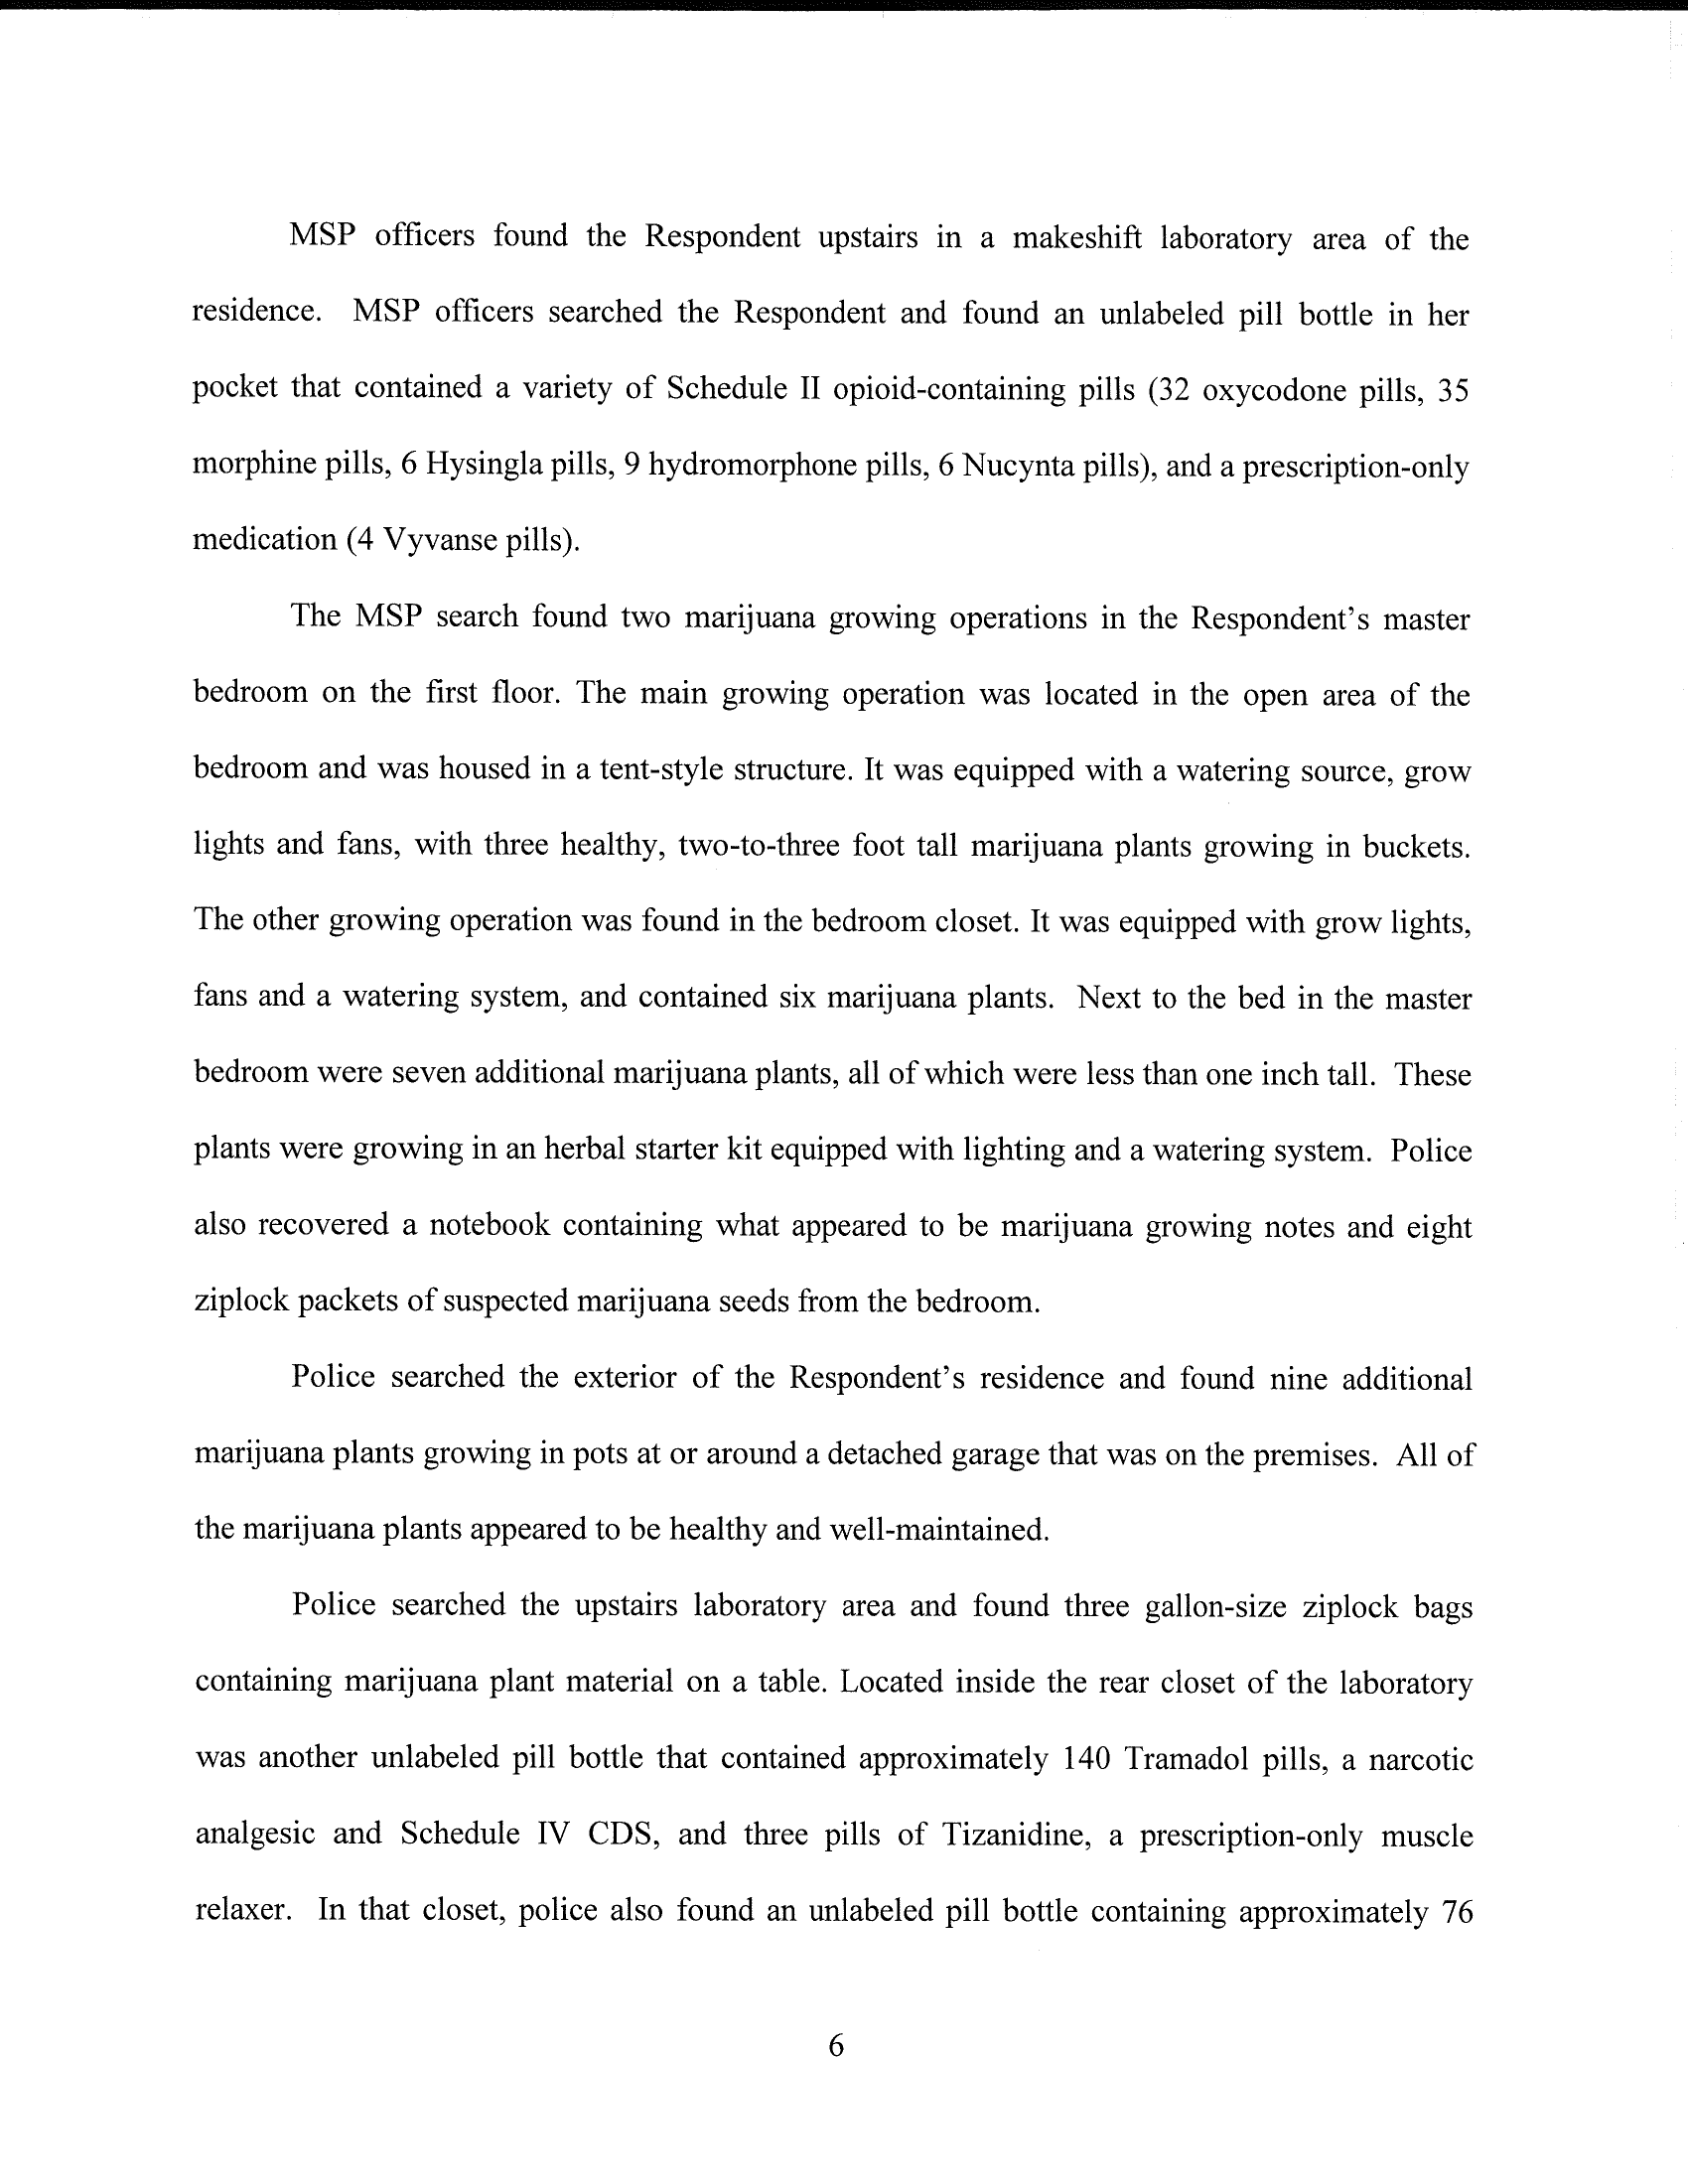 MSP officers found the Respondent upstairs in a makeshift laboratory area of the
residence. MSP officers searched the Respondent and found an unlabeled pill bottle in her
pocket that contained a variety of Schedule II opioid-containing pills (32 oxycodone pills, 35
morphine pills, 6 Hysingla pills, 9 hydromorphone pills, 6 Nucynta pills), and a prescription-only
medication (4 Vyvanse pills).
The MSP search found two marijuana growing operations in the Respondent’s master
bedroom on the first floor. The main growing operation was located in the open area of the
bedroom and was housed in a tent-style structure. It was equipped with a watering source, grow
lights and fans, with three healthy, two-to-three foot tall marijuana plants growing in buckets.
The other growing operation was found in the bedroom closet. It was equipped with grow lights,
fans and a watering system, and contained six marijuana plants. Next to the bed in the master
bedroom were seven additional marijuana plants, all of which were less than one inch tall. These
plants were growing in an herbal starter kit equipped with lighting and a watering system. Police
also recovered a notebook containing what appeared to be marijuana growing notes and eight
ziplock packets of suspected marijuana seeds from the bedroom.
Police searched the exterior of the Respondent’s residence and found nine additional
marijuana plants growing in pots at or around a detached garage that was on the premises. All of
the marijuana plants appeared to be healthy and well-maintained.
Police searched the upstairs laboratory area and found three gallon-size ziplock bags
containing marijuana plant material on a table. Located inside the rear closet of the laboratory
was another unlabeled pill bottle that contained approximately 140 Tramadol pills, a narcotic
analgesic and Schedule IV CDS, and three pills of Tizanidine, a prescription-only muscle
relaxer. In that closet, police also found an unlabeled pill bottle containing approximately 76
6